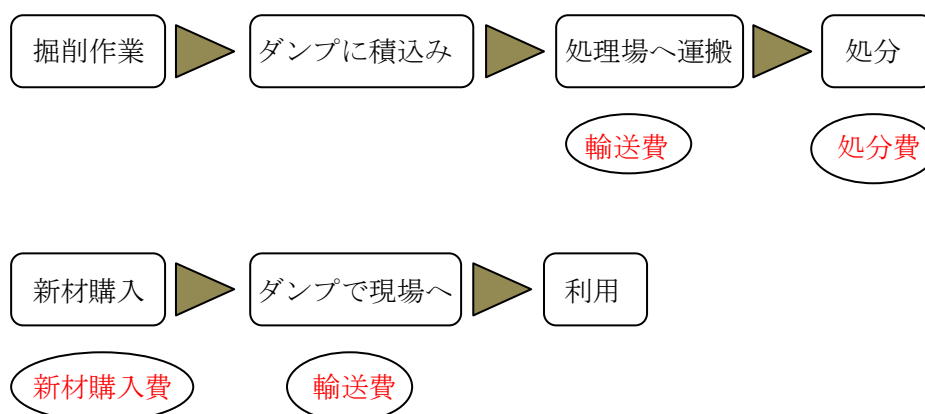 掘削作業 ダンプに積込み 処理場へ運搬 処分
輸送費 処分費
新材購入 ダンプで現場へ 利用
新材購入費 輸送費